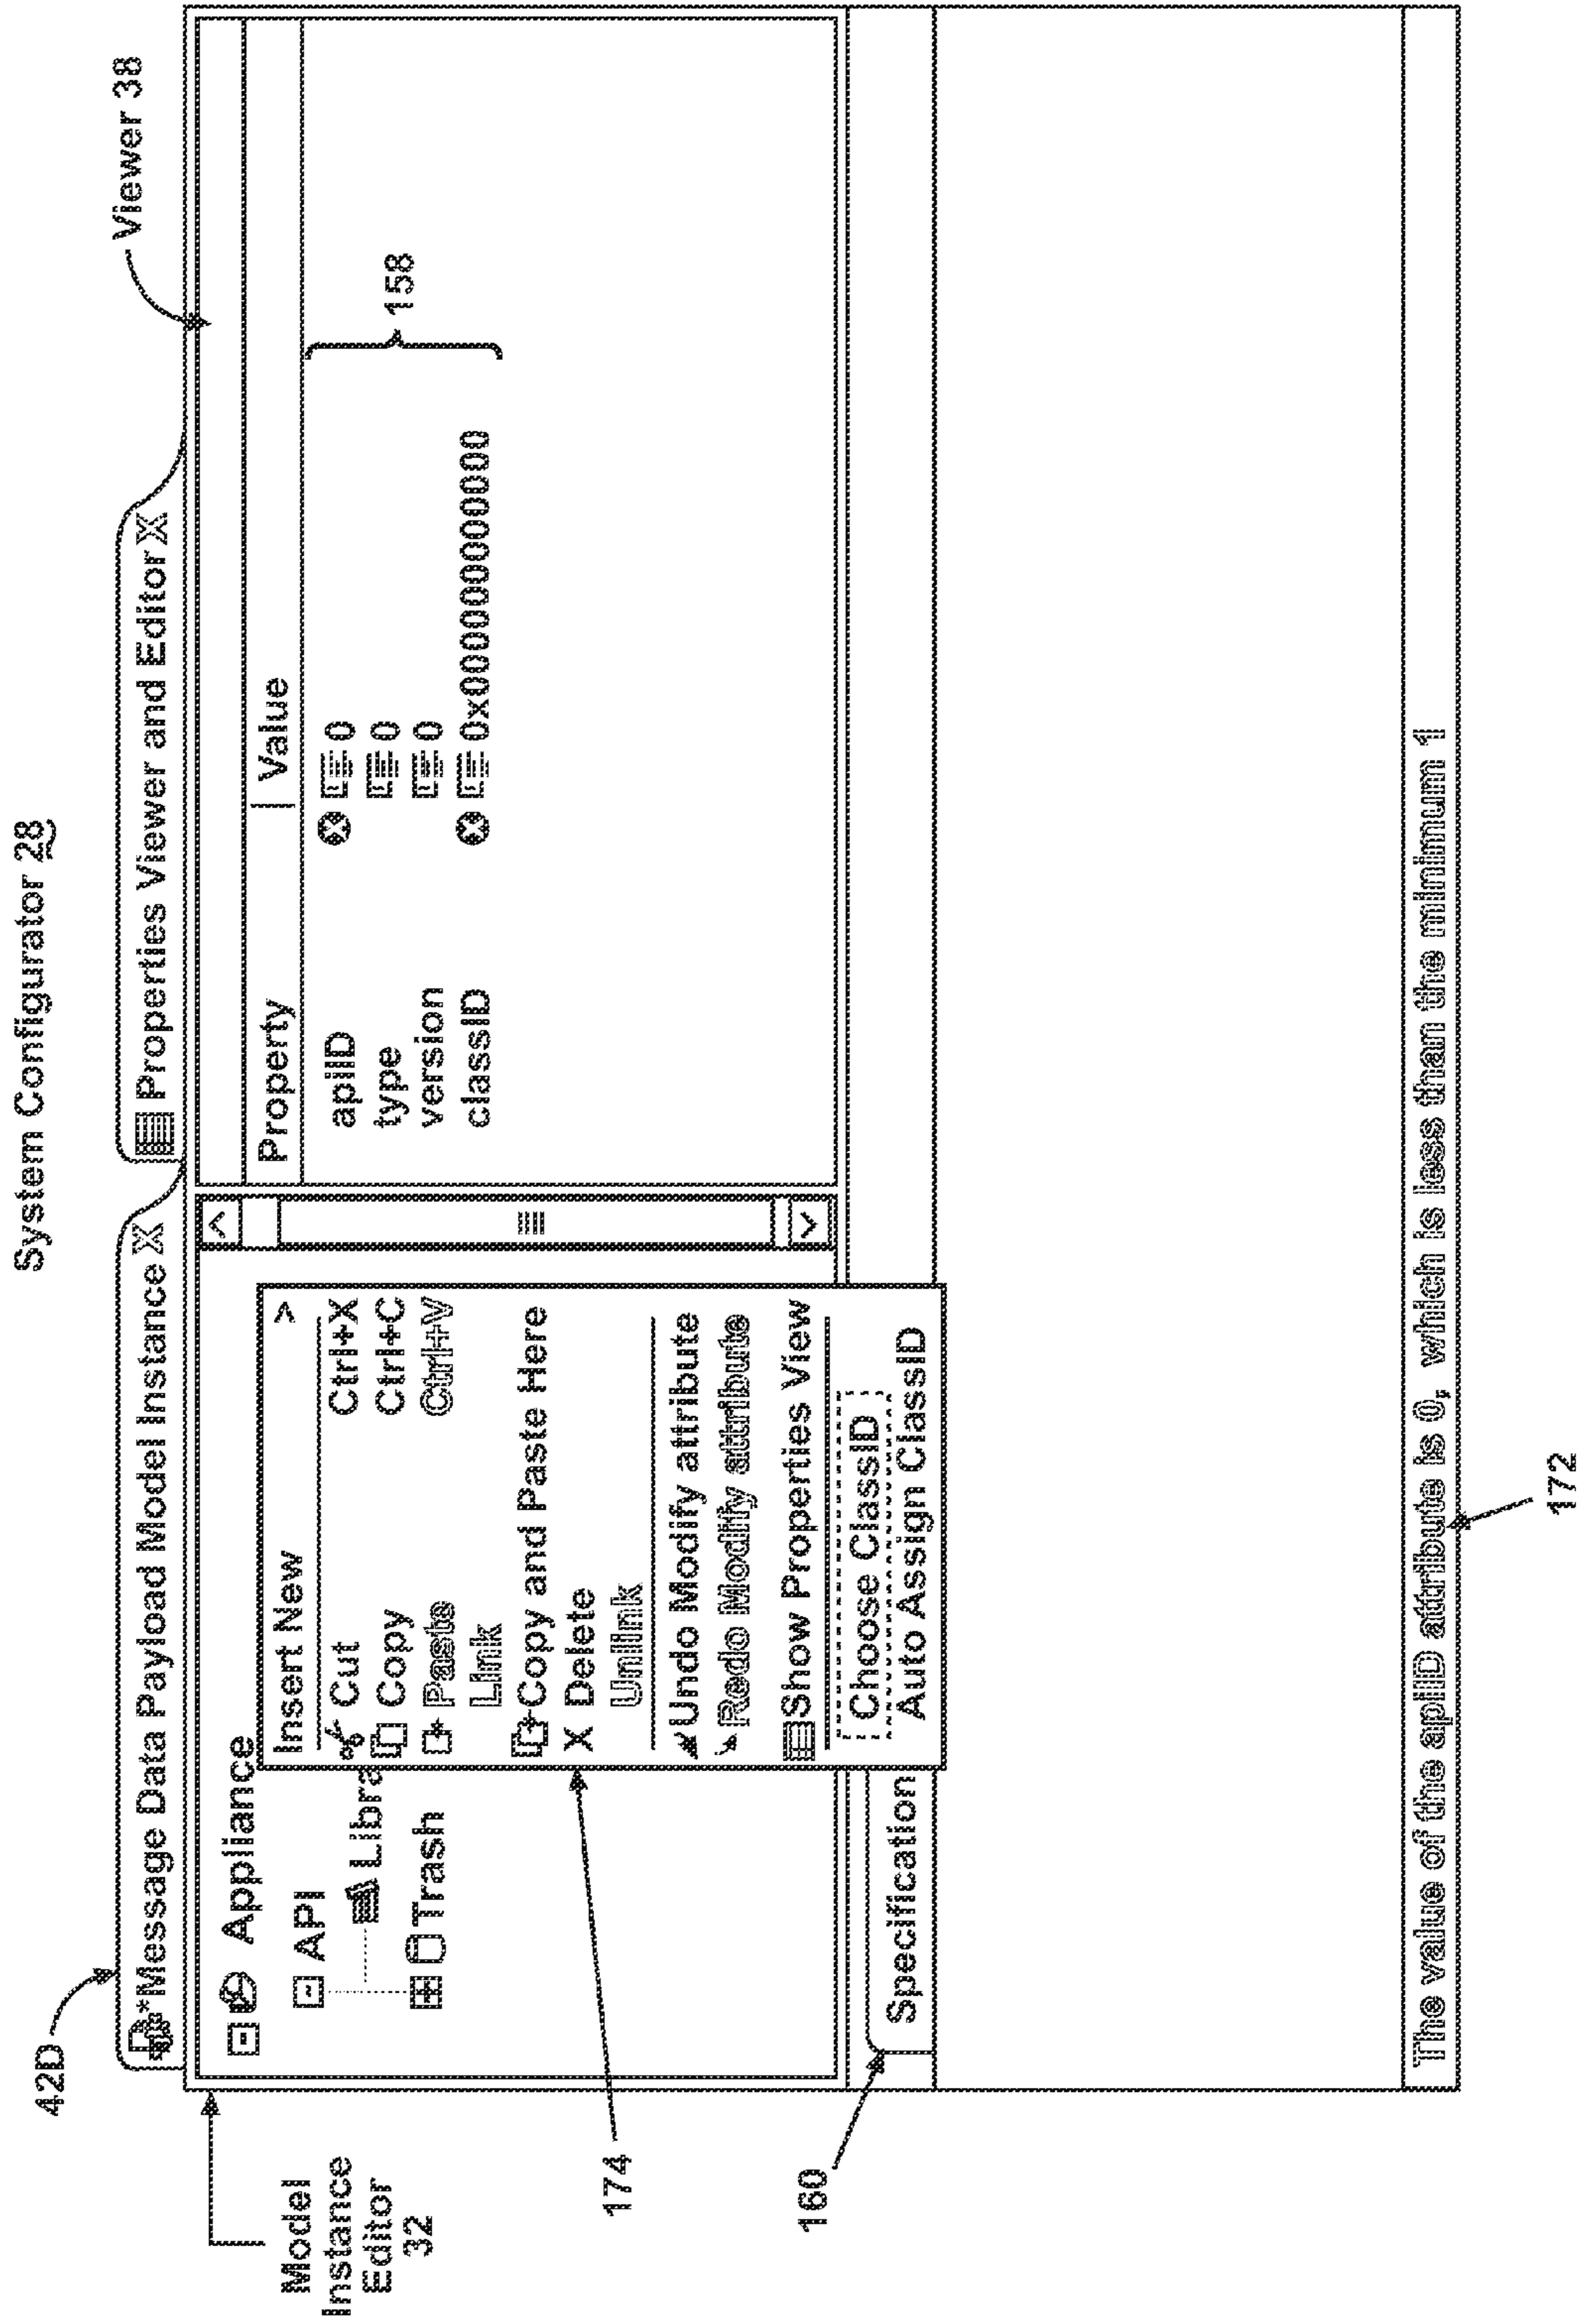 System Configurator 28
42D
*Message Data Payload Model Instance X
Properties Viewer and Editor X
Viewer 38
Model
Instance
Editor
32
Appliance
API
Libra
Trash
Insert New >
Cut Ctrl+X
Copy Ctrl+C
Paste Ctrl+V
Link
Copy and Paste Here
X Delete
Unlink
Undo Modify attribute
Redo Modify attribute
Show Properties View
Choose ClassID
Auto Assign ClassID
Property | Value
apiID 0
type 0
version 0
classID 0x0000000000
158
174
160
Specification
The value of the apiID attribute is 0, which is less than the minimum 1
172